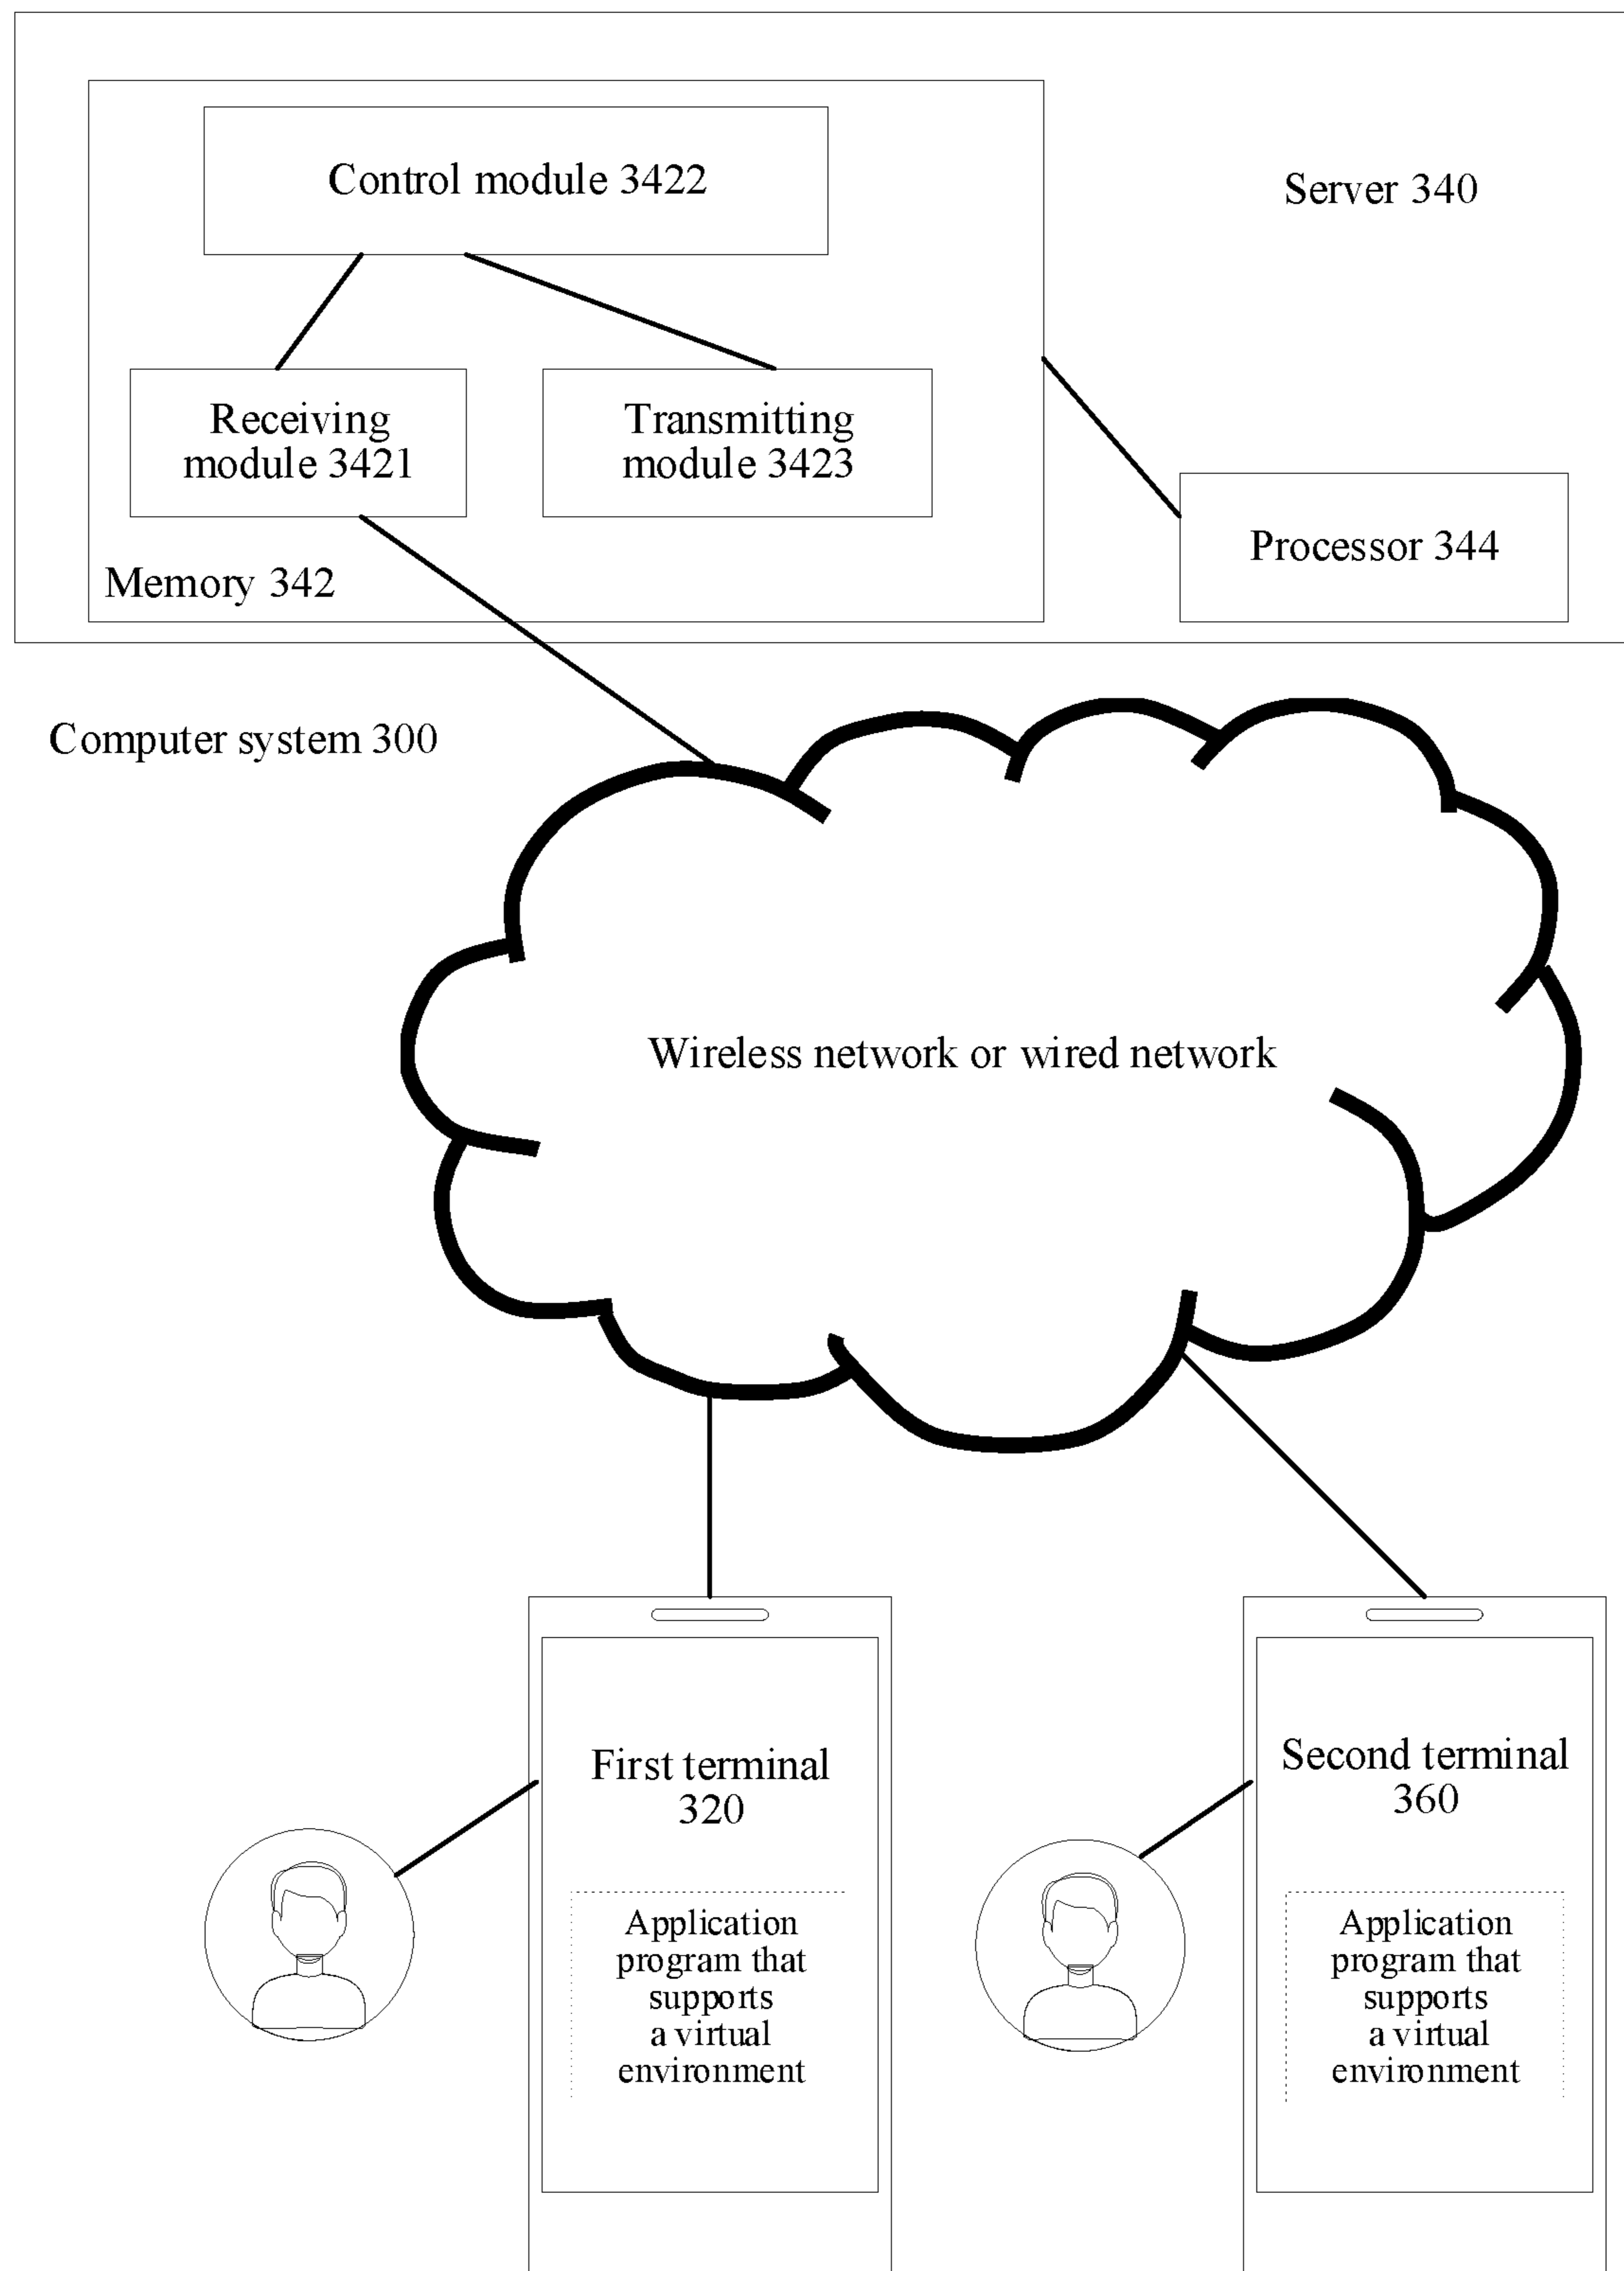 Control module 3422
Server 340
Receiving
module 3421
Transmitting
module 3423
Processor 344
Memory 342
Computer system 300
Wireless network or wired network
First terminal
320
Second terminal
360
Application
program that
supports
a virtual
environment
Application
program that
supports
a virtual
environment